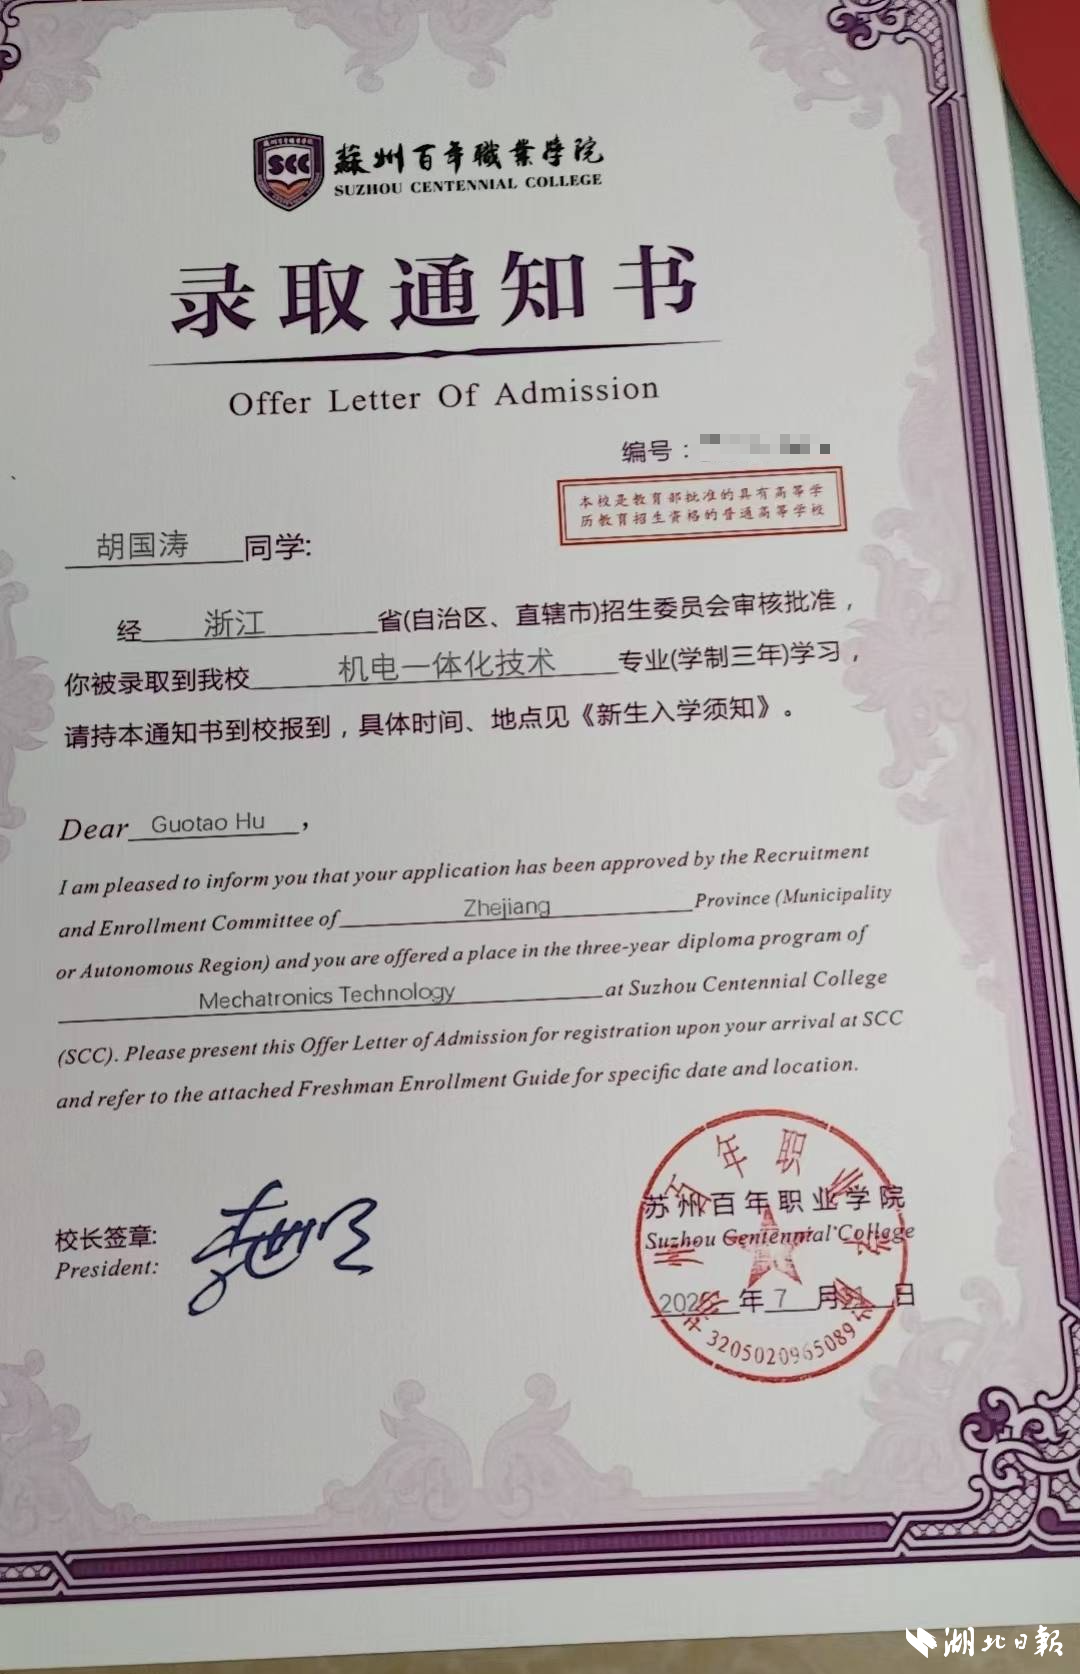 SCC
蘇州百年職業學院
SUZHOU CENTENNIAL COLLEGE
录取通知书
Offer Letter Of Admission
编号：
本校是教育部批准的具有高等学
历教育招生资格的普通高等学校
胡国涛同学:
经浙江省(自治区、直辖市)招生委员会审核批准，
你被录取到我校机电一体化技术专业(学制三年)学习，
请持本通知书到校报到，具体时间、地点见《新生入学须知》。
Dear Guotao Hu，
I am pleased to inform you that your application has been approved by the Recruitment
and Enrollment Committee of Zhejiang Province (Municipality
or Autonomous Region) and you are offered a place in the three-year diploma program of
Mechatronics Technology at Suzhou Centennial College
(SCC). Please present this Offer Letter of Admission for registration upon your arrival at SCC
and refer to the attached Freshman Enrollment Guide for specific date and location.
校长签章:
President:
苏州百年职业学院
Suzhou Centennial College
年7月 日
3205020965089
湖北日報